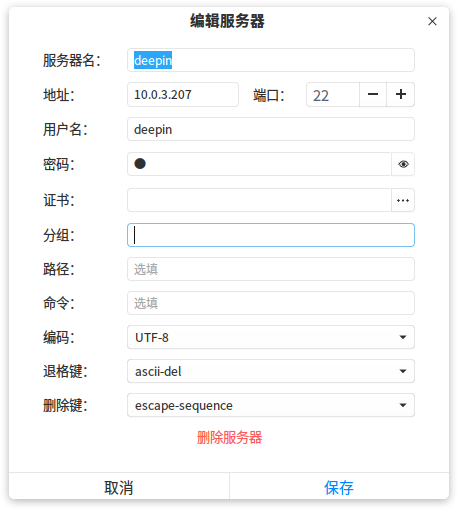 编辑服务器
服务器名： deepin
地址： 10.0.3.207 端口： 22
用户名： deepin
密码： ●
证书：
分组：
路径： 选填
命令： 选填
编码： UTF-8
退格键： ascii-del
删除键： escape-sequence
删除服务器
取消 保存